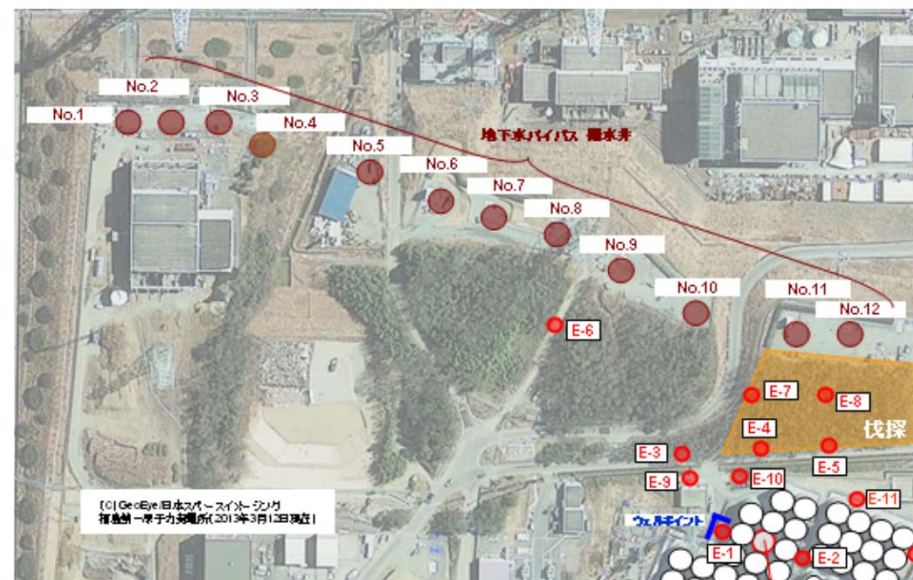 No.2
No.3
No.1
No.4
No.5
地下水バイパス 揚水井
No.6
No.7
No.8
No.9
No.10
No.11
No.12
E-6
E-7
E-8
伐採
E-4
E-3
E-5
E-9
E-10
E-11
(C)GeoEye/日本スペースイメージング
福島第一原子力発電所(2013年3月12日現在)
ウェルポイント
E-1
E-2